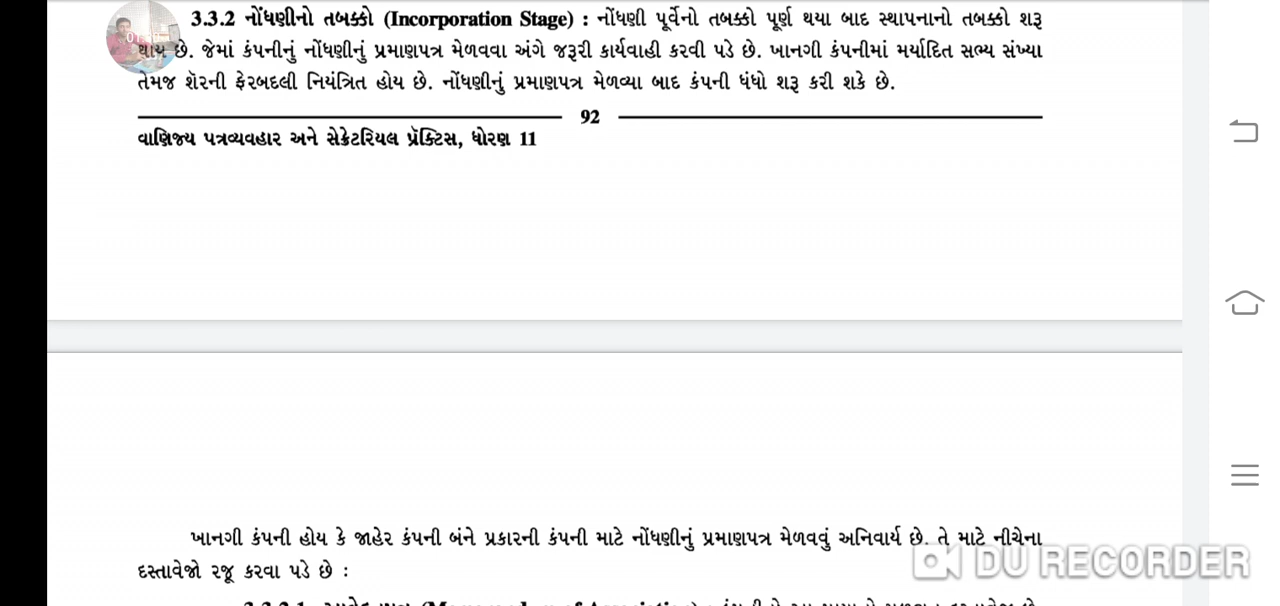 3.3.2 નોંધણીનો તબક્કો (Incorporation Stage) : નોંધણી પૂર્વેનો તબક્કો પૂર્ણ થયા બાદ સ્થાપનાનો તબક્કો શરૂ
થાય છે. જેમાં કંપનીનું નોંધણીનું પ્રમાણપત્ર મેળવવા અંગે જરૂરી કાર્યવાહી કરવી પડે છે. ખાનગી કંપનીમાં મર્યાદિત સભ્ય સંખ્યા
તેમજ શૅરની ફેરબદલી નિયંત્રિત હોય છે. નોંધણીનું પ્રમાણપત્ર મેળવ્યા બાદ કંપની ધંધો શરૂ કરી શકે છે.
92
વાણિજ્ય પત્રવ્યવહાર અને સેક્રેટરિયલ પ્રૅક્ટિસ, ધોરણ 11
ખાનગી કંપની હોય કે જાહેર કંપની બંને પ્રકારની કંપની માટે નોંધણીનું પ્રમાણપત્ર મેળવવું અનિવાર્ય છે. તે માટે નીચેના
દસ્તાવેજો રજૂ કરવા પડે છે :
DU RECORDER